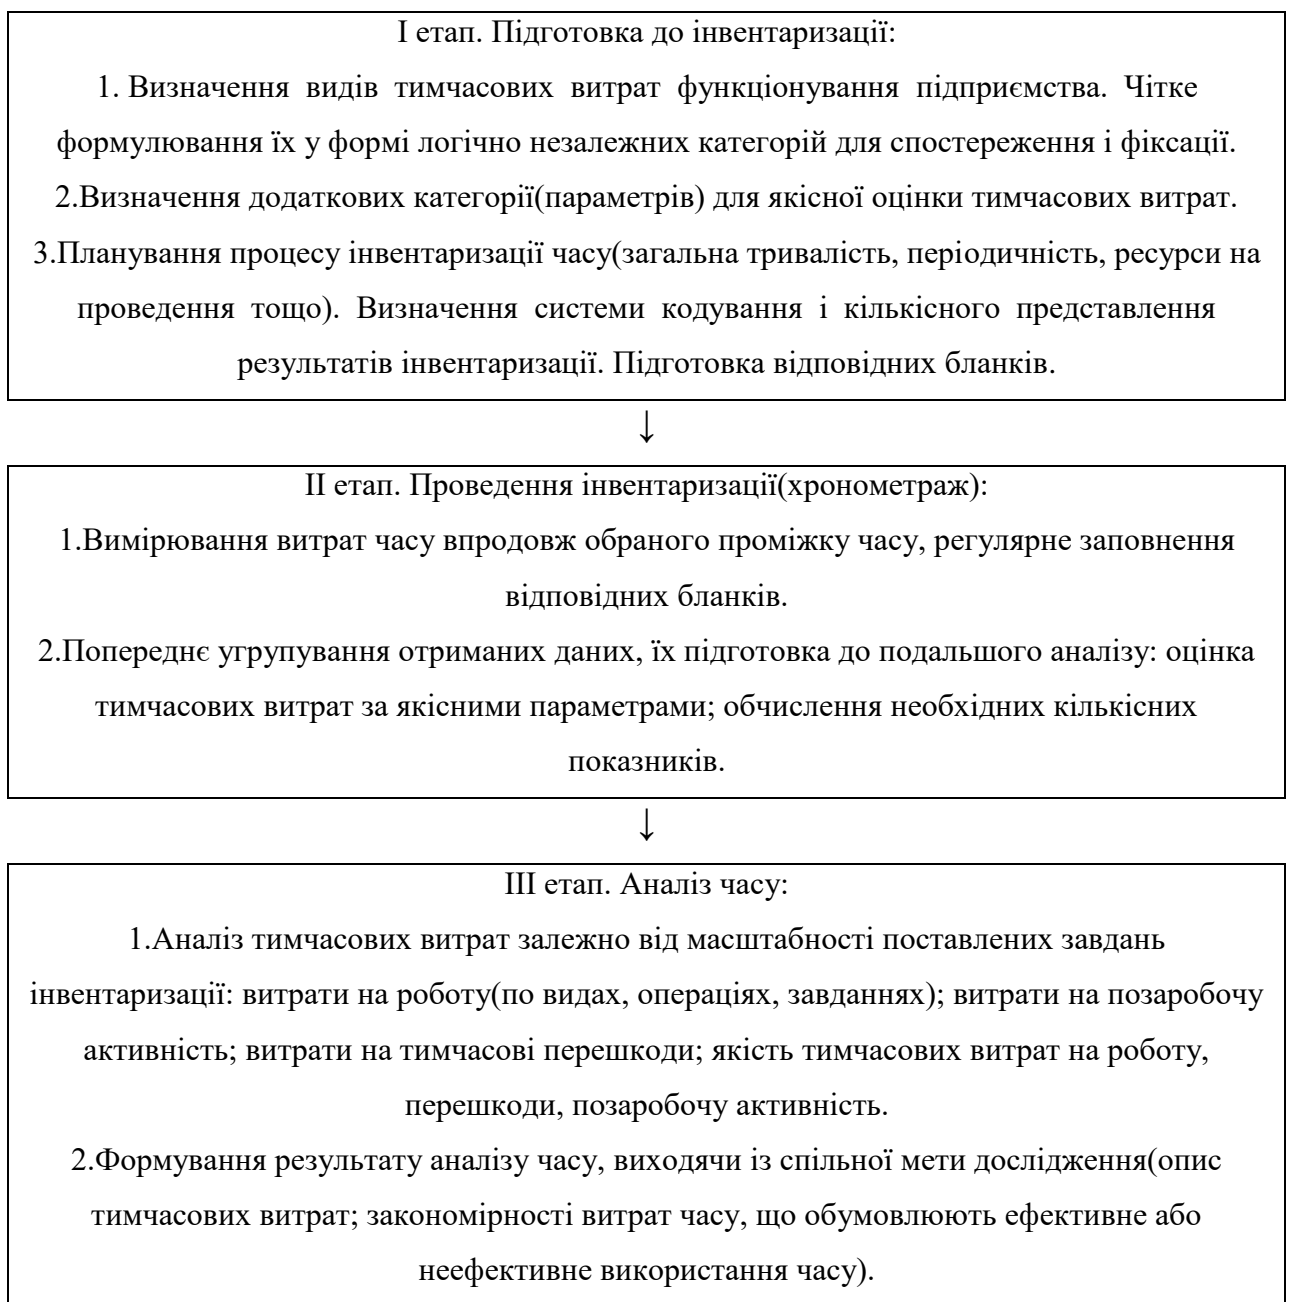 І етап. Підготовка до інвентаризації:
1. Визначення видів тимчасових витрат функціонування підприємства. Чітке
формулювання їх у формі логічно незалежних категорій для спостереження і фіксації.
2.Визначення додаткових категорії(параметрів) для якісної оцінки тимчасових витрат.
3.Планування процесу інвентаризації часу(загальна тривалість, періодичність, ресурси на
проведення тощо). Визначення системи кодування і кількісного представлення
результатів інвентаризації. Підготовка відповідних бланків.
↓
ІІ етап. Проведення інвентаризації(хронометраж):
1.Вимірювання витрат часу впродовж обраного проміжку часу, регулярне заповнення
відповідних бланків.
2.Попереднє угрупування отриманих даних, їх підготовка до подальшого аналізу: оцінка
тимчасових витрат за якісними параметрами; обчислення необхідних кількісних
показників.
↓
ІІІ етап. Аналіз часу:
1.Аналіз тимчасових витрат залежно від масштабності поставлених завдань
інвентаризації: витрати на роботу(по видах, операціях, завданнях); витрати на позаробочу
активність; витрати на тимчасові перешкоди; якість тимчасових витрат на роботу,
перешкоди, позаробочу активність.
2.Формування результату аналізу часу, виходячи із спільної мети дослідження(опис
тимчасових витрат; закономірності витрат часу, що обумовлюють ефективне або
неефективне використання часу).